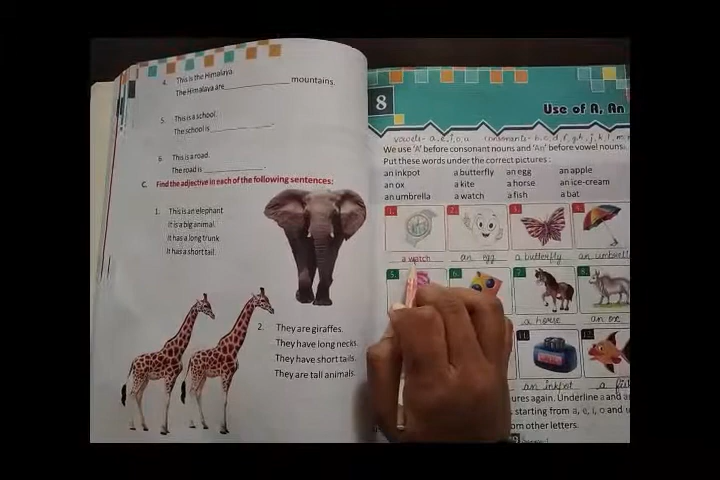 4. This is the Himalaya.
The Himalaya are mountains.
5. This is a school.
The school is
6. This is a road.
The road is
C. Find the adjective in each of the following sentences:
1. This is an elephant
It is a big animal.
It has a long trunk
It has a short tail.
2. They are giraffes.
They have long necks.
They have short tails.
They are tall animals.
8
Use of A, An
vowels - a, e, i, o, u consonants - b, c, d, f, g, h, j, k, l, m, n
We use 'A' before consonant nouns and 'An' before vowel nouns.
Put these words under the correct pictures :
an inkpot a butterfly an egg an apple
an ox a kite a horse an ice-cream
an umbrella a watch a fish a bat
1. 2. 3. 4.
a watch an egg a butterfly an umbrell
5. 6. 7. 8.
a horse an ox
11. 12.
an inkpot a fis
ures again. Underline a and a
starting from a, e, i, o and u
om other letters.